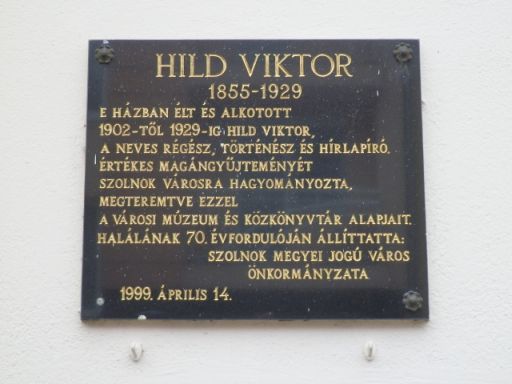 HILD VIKTOR
1855-1929
E HÁZBAN ÉLT ÉS ALKOTOTT
1902-TŐL 1929-IG HILD VIKTOR,
A NEVES RÉGÉSZ, TÖRTÉNÉSZ ÉS HÍRLAPÍRÓ.
ÉRTÉKES MAGÁNGYŰJTEMÉNYÉT
SZOLNOK VÁROSRA HAGYOMÁNYOZTA,
MEGTEREMTVE EZZEL
A VÁROSI MÚZEUM ÉS KÖZKÖNYVTÁR ALAPJAIT.
HALÁLÁNAK 70. ÉVFORDULÓJÁN ÁLLÍTTATTA:
SZOLNOK MEGYEI JOGÚ VÁROS
ÖNKORMÁNYZATA
1999. ÁPRILIS 14.